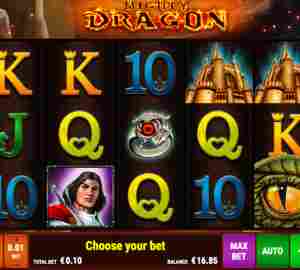 MIGHTY
DRAGON
K K 10
J Q Q K
10 Q
0.01
BET
Choose your bet
TOTAL BET €0.10
BALANCE €16.85
MAX
BET
AUTO